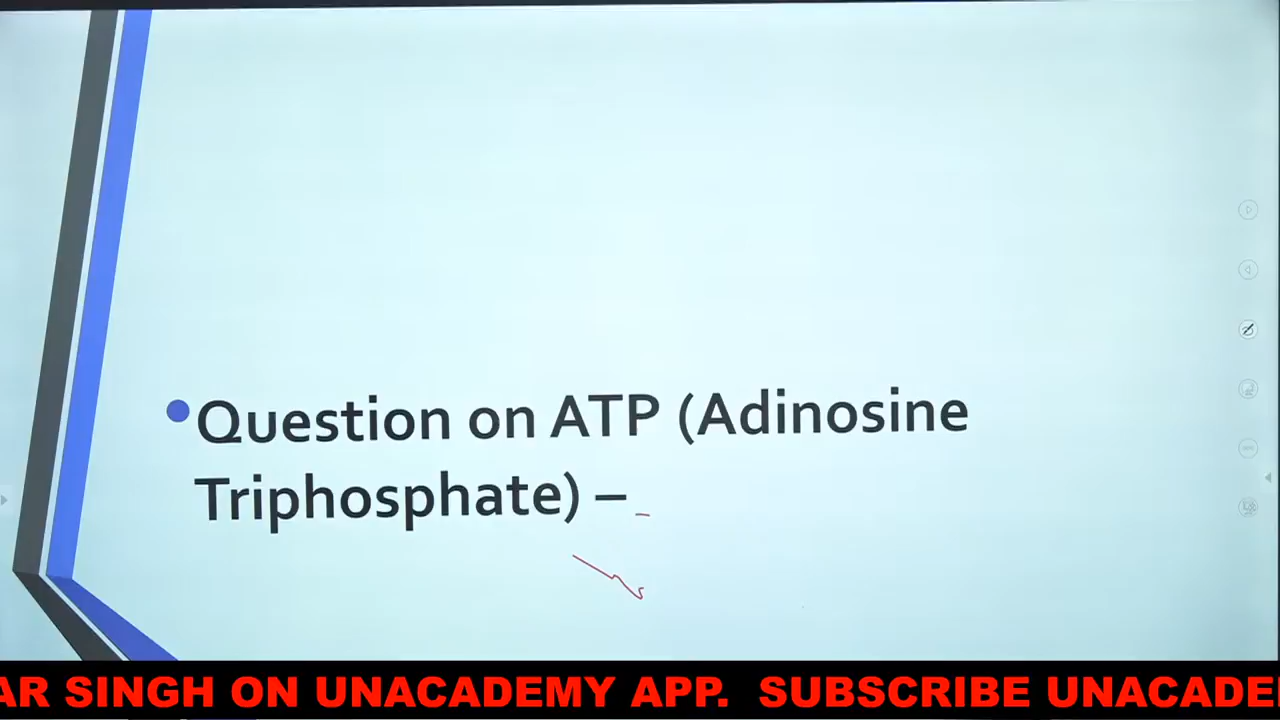 •Question on ATP (Adinosine
Triphosphate) –
AR SINGH ON UNACADEMY APP.  SUBSCRIBE UNACADE